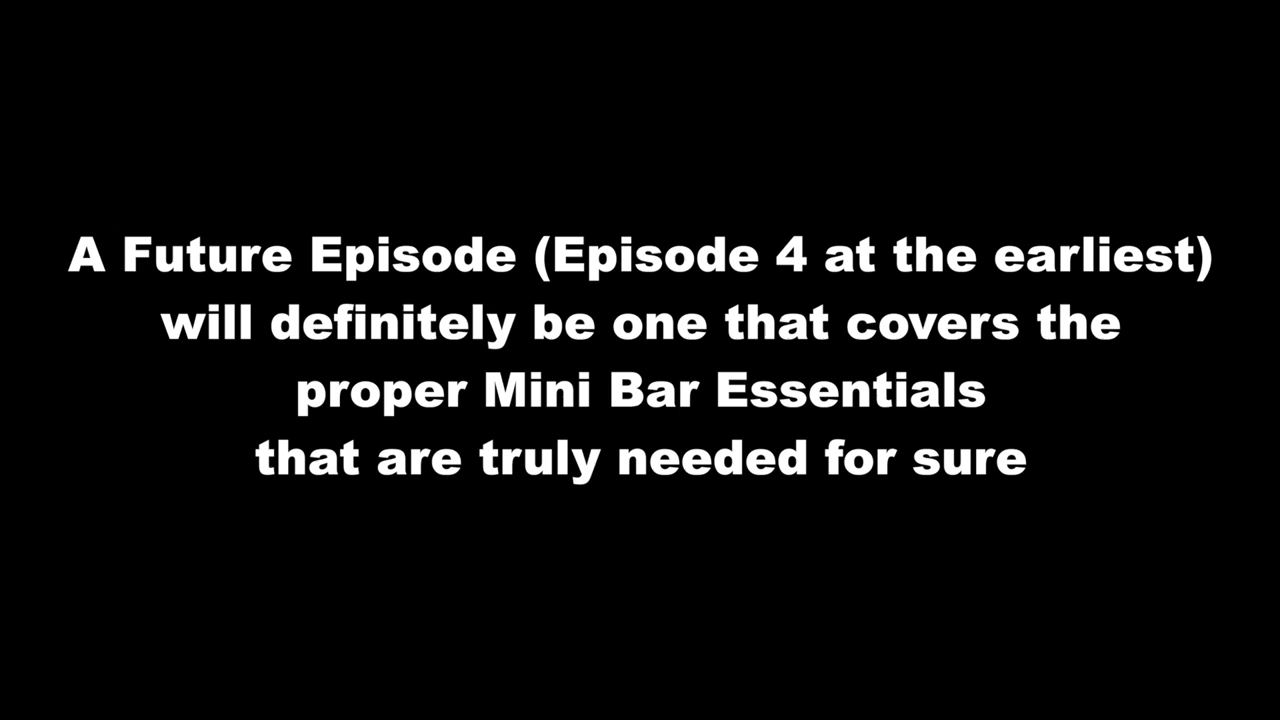 A Future Episode (Episode 4 at the earliest)
will definitely be one that covers the
proper Mini Bar Essentials
that are truly needed for sure